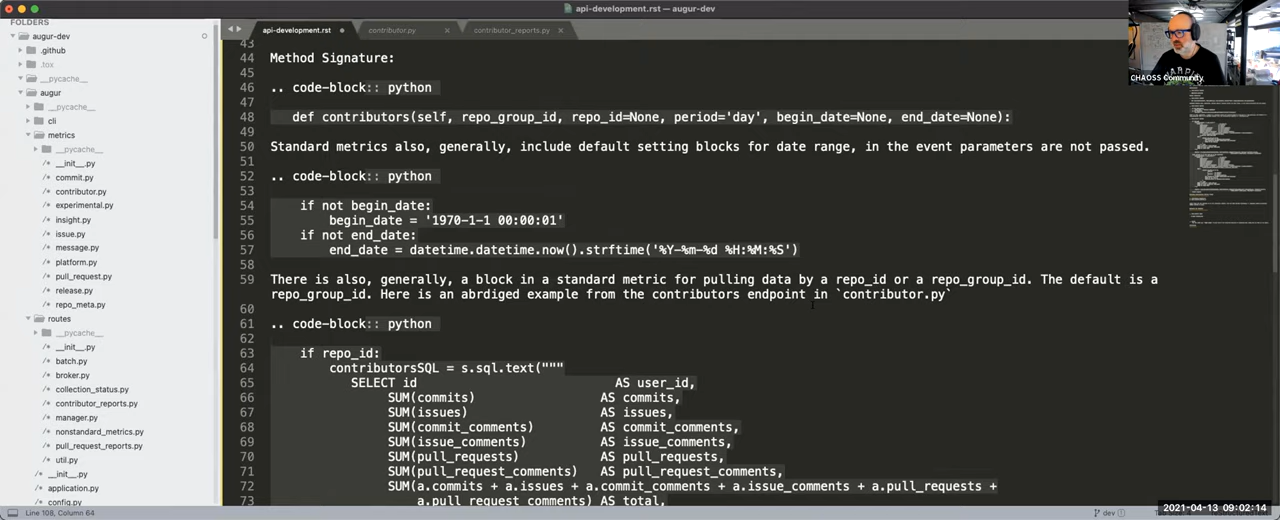 api-development.rst — augur-dev
FOLDERS
augur-dev
.github
.tox
__pycache__
augur
__pycache__
cli
metrics
__pycache__
__init__.py
commit.py
contributor.py
experimental.py
insight.py
issue.py
message.py
platform.py
pull_request.py
release.py
repo_meta.py
routes
__pycache__
__init__.py
batch.py
broker.py
collection_status.py
contributor_reports.py
manager.py
nonstandard_metrics.py
pull_request_reports.py
util.py
__init__.py
application.py
config.py
api-development.rst
contributor.py
contributor_reports.py
43
44 Method Signature:
45
46 .. code-block:: python
47
48 def contributors(self, repo_group_id, repo_id=None, period='day', begin_date=None, end_date=None):
49
50 Standard metrics also, generally, include default setting blocks for date range, in the event parameters are not passed.
51
52 .. code-block:: python
53
54 if not begin_date:
55 begin_date = '1970-1-1 00:00:01'
56 if not end_date:
57 end_date = datetime.datetime.now().strftime('%Y-%m-%d %H:%M:%S')
58
59 There is also, generally, a block in a standard metric for pulling data by a repo_id or a repo_group_id. The default is a
repo_group_id. Here is an abrdiged example from the contributors endpoint in `contributor.py`
60
61 .. code-block:: python
62
63 if repo_id:
64 contributorsSQL = s.sql.text("""
65 SELECT id AS user_id,
66 SUM(commits) AS commits,
67 SUM(issues) AS issues,
68 SUM(commit_comments) AS commit_comments,
69 SUM(issue_comments) AS issue_comments,
70 SUM(pull_requests) AS pull_requests,
71 SUM(pull_request_comments) AS pull_request_comments,
72 SUM(a.commits + a.issues + a.commit_comments + a.issue_comments + a.pull_requests +
73 a.pull_request_comments) AS total,
CHAOSS Community
Line 108, Column 64
dev
2021-04-13 09:02:14